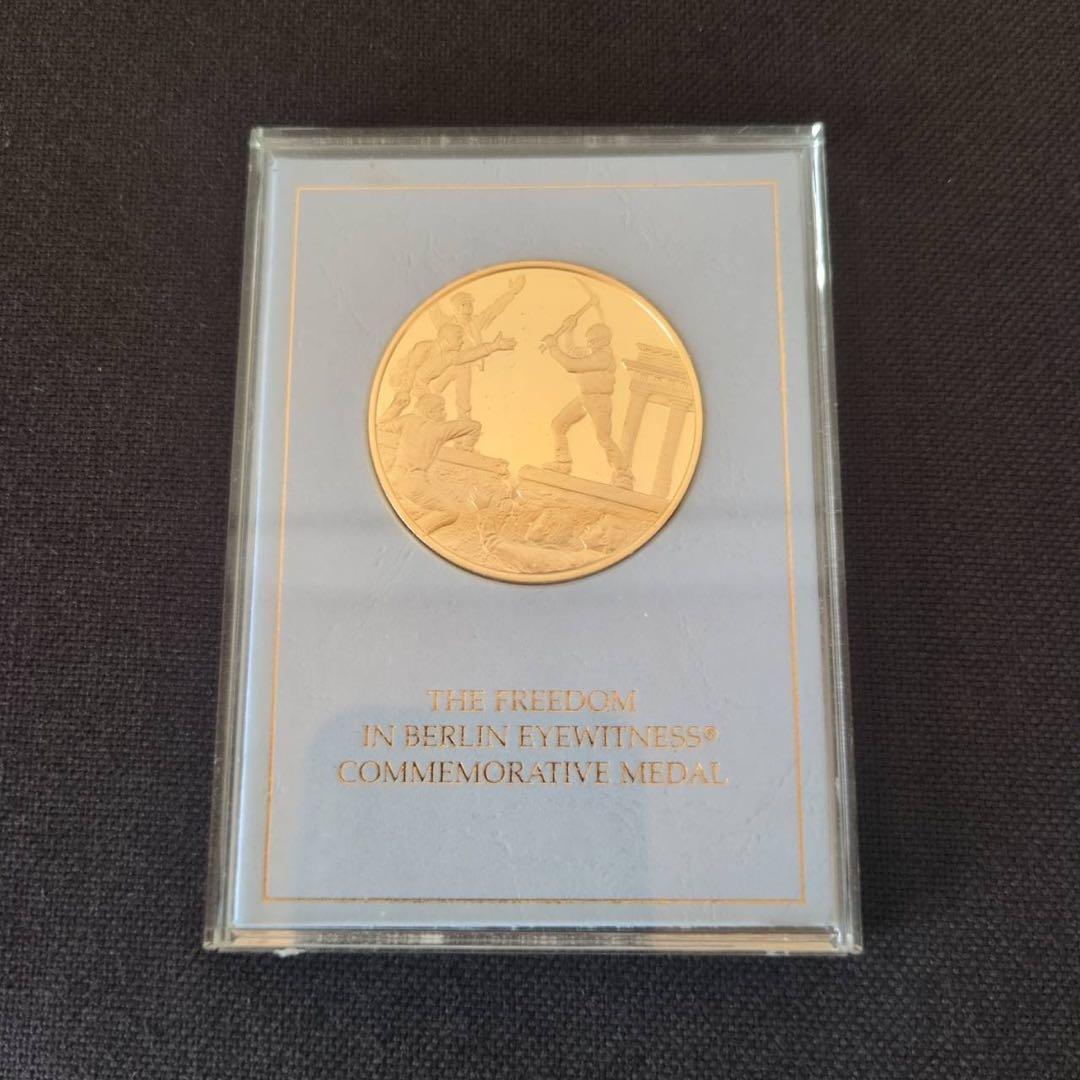 THE FREEDOM
IN BERLIN EYEWITNESS®
COMMEMORATIVE MEDAL